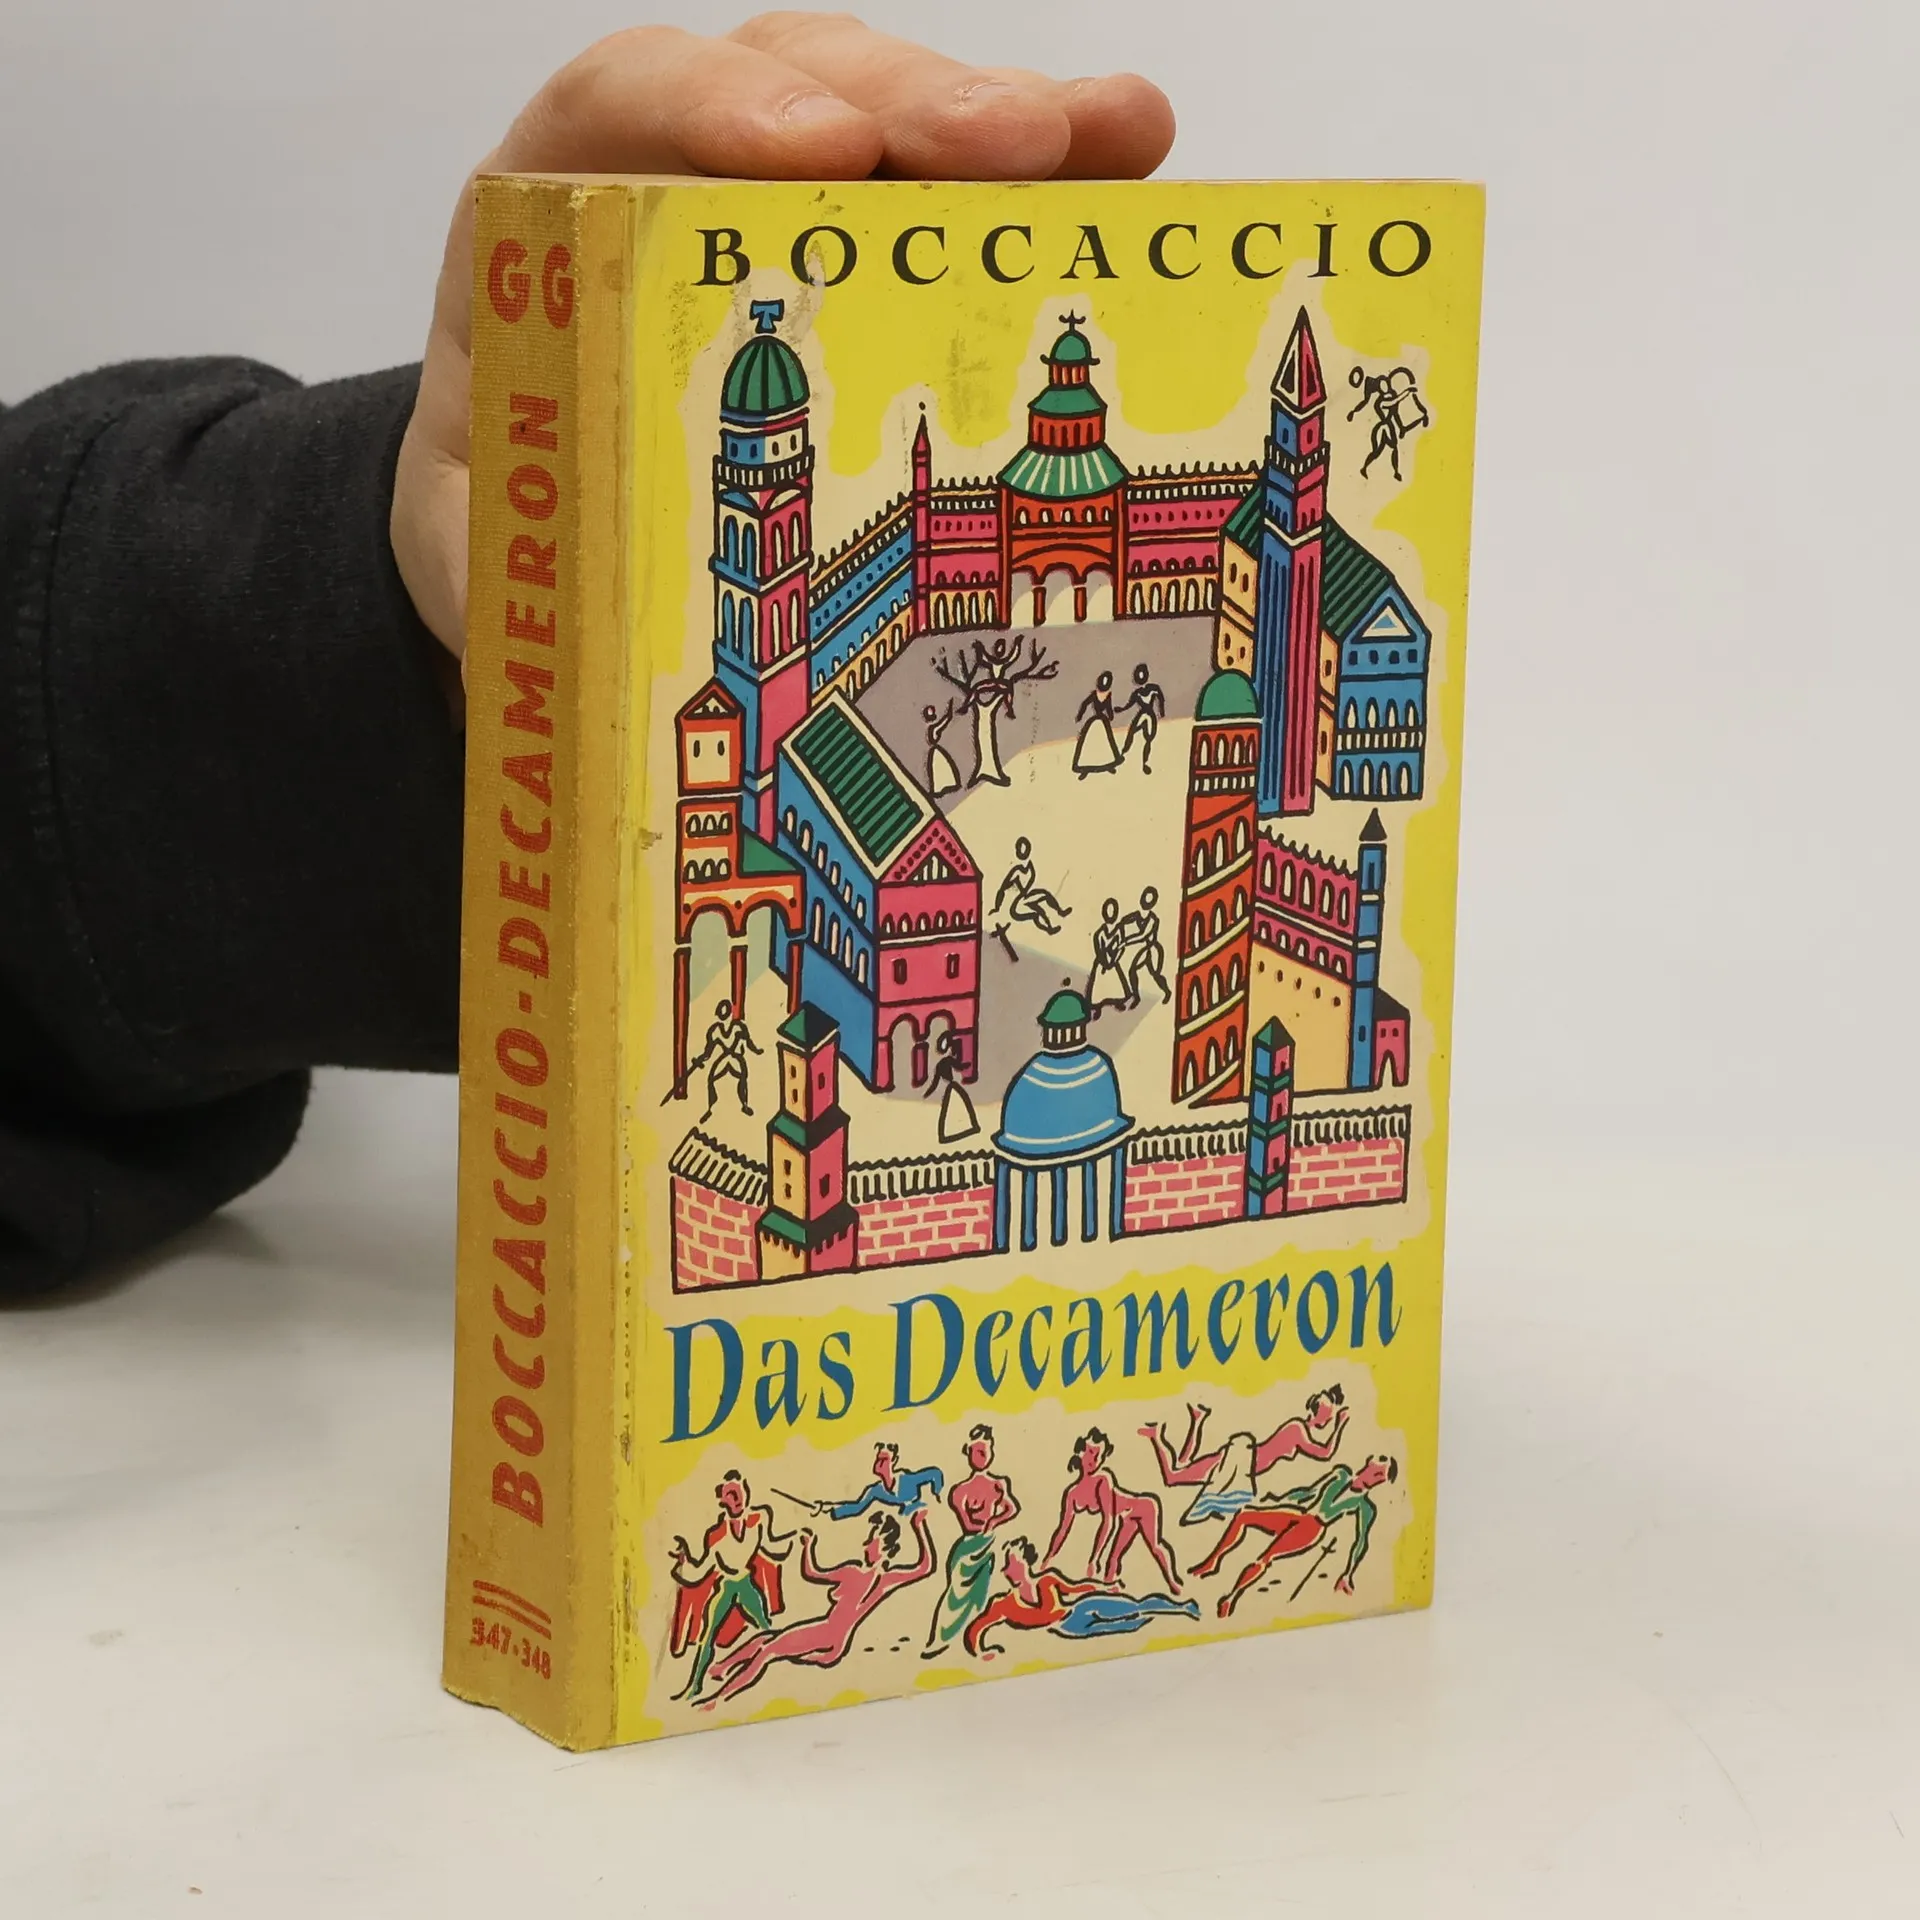 BOCCACCIO
Das Decameron
BOCCACCIO-DECAMERON GG
347-348